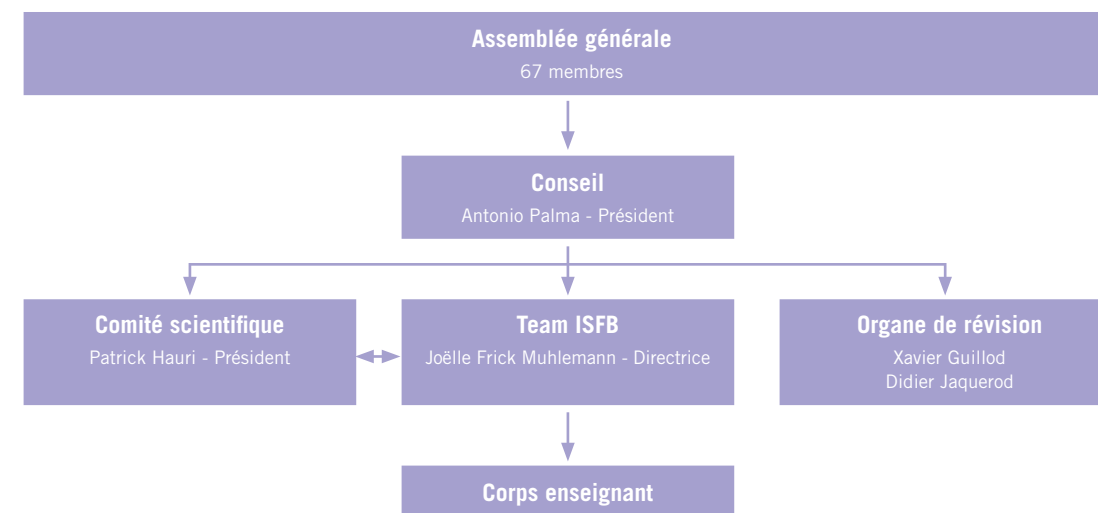 Assemblée générale
67 membres
Conseil
Antonio Palma - Président
Comité scientifique
Patrick Hauri - Président
Team ISFB
Joëlle Frick Muhlemann - Directrice
Organe de révision
Xavier Guillod
Didier Jaquerod
Corps enseignant